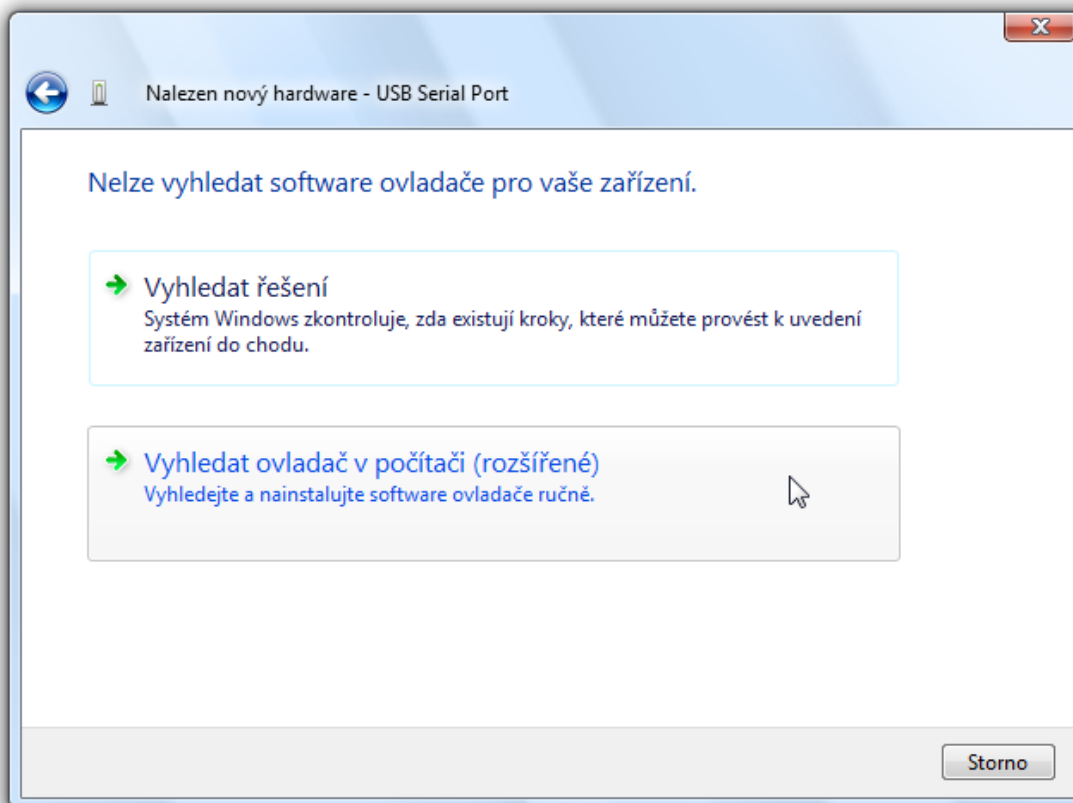 Nalezen nový hardware - USB Serial Port
Nelze vyhledat software ovladače pro vaše zařízení.
Vyhledat řešení
Systém Windows zkontroluje, zda existují kroky, které můžete provést k uvedení
zařízení do chodu.
Vyhledat ovladač v počítači (rozšířené)
Vyhledejte a nainstalujte software ovladače ručně.
Storno